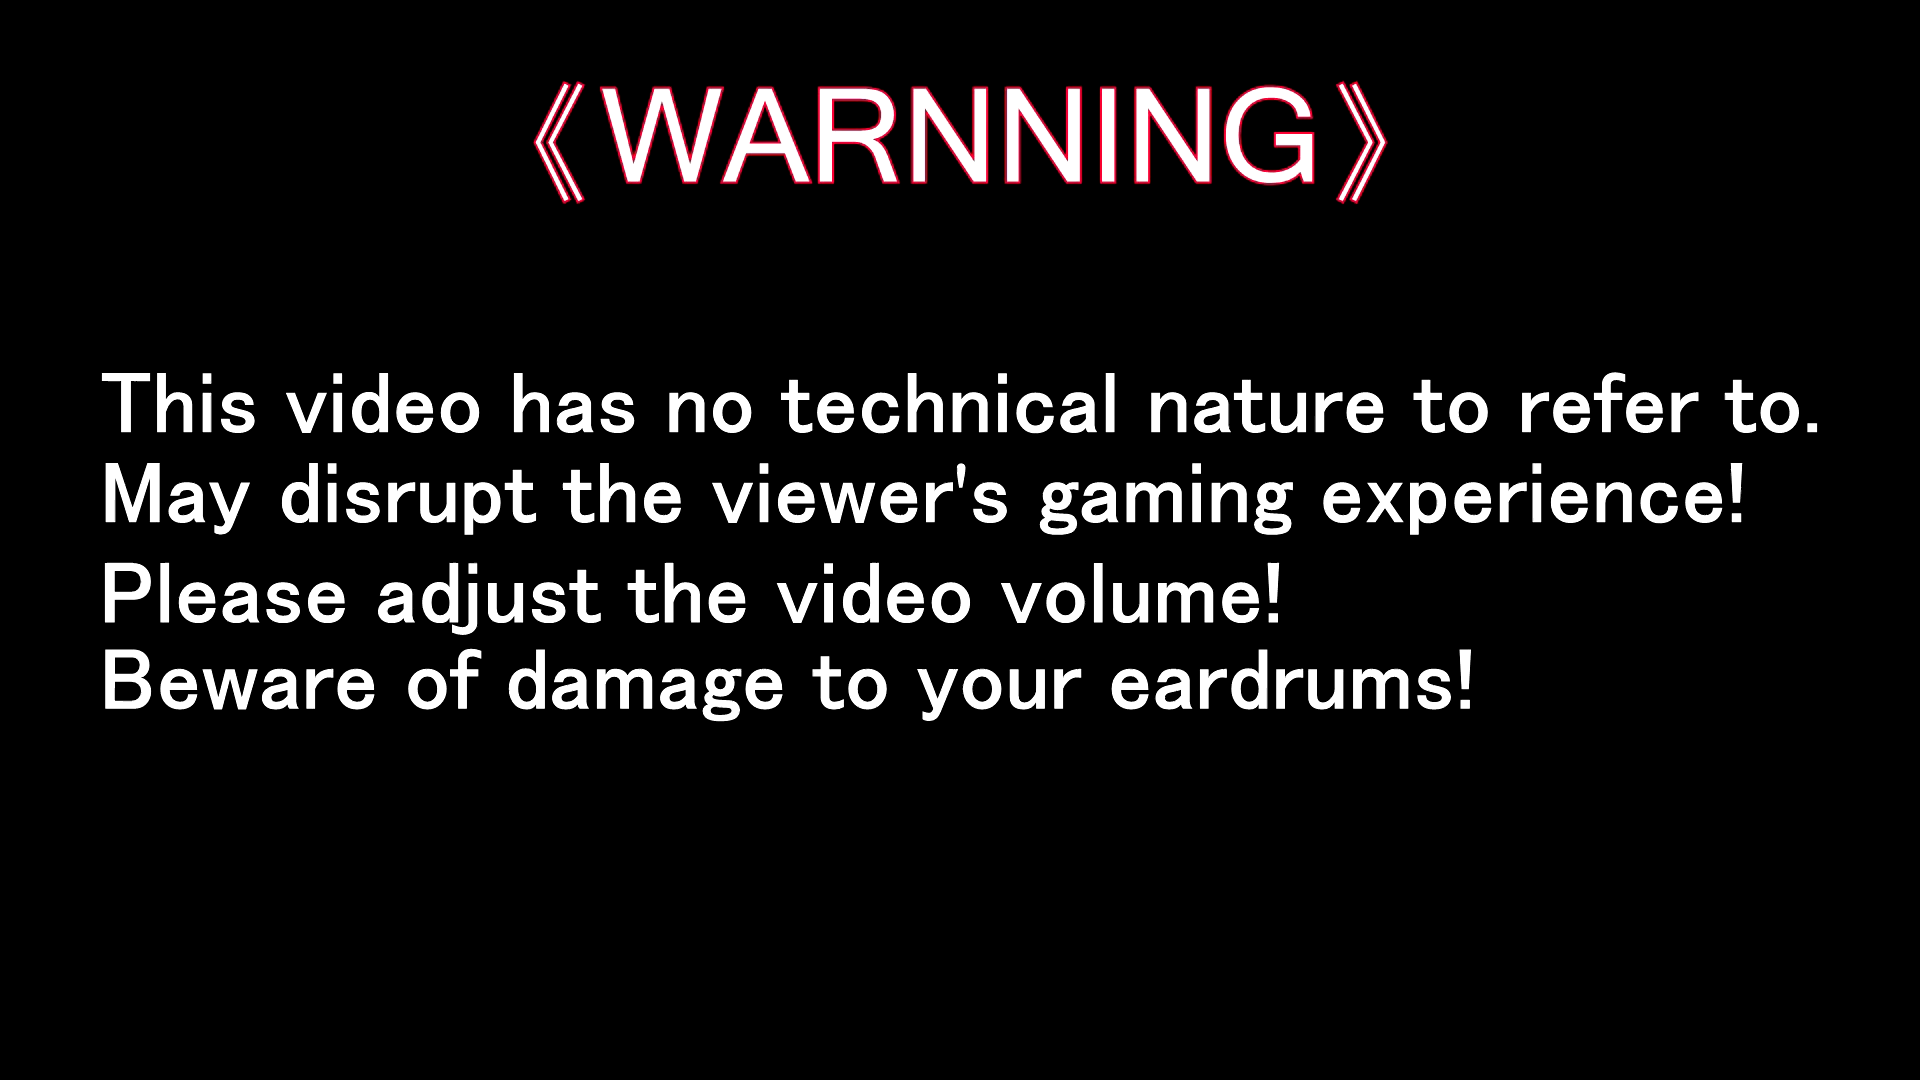 《WARNNING》
This video has no technical nature to refer to.
May disrupt the viewer's gaming experience!
Please adjust the video volume!
Beware of damage to your eardrums!